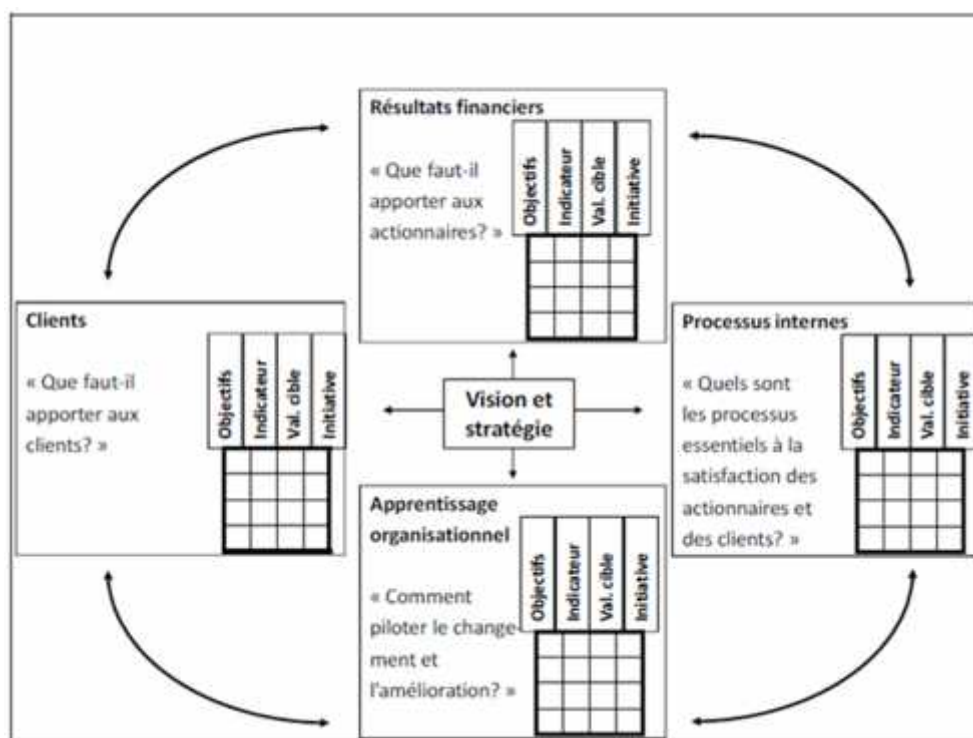 Résultats financiers
« Que faut-il
apporter aux
actionnaires? »
Objectifs
Indicateur
Val. cible
Initiative
Clients
« Que faut-il
apporter aux
clients? »
Objectifs
Indicateur
Val. cible
Initiative
Vision et
stratégie
Processus internes
« Quels sont
les processus
essentiels à la
satisfaction des
actionnaires et
des clients? »
Objectifs
Indicateur
Val. cible
Initiative
Apprentissage
organisationnel
« Comment
piloter le change-
ment et
l'amélioration? »
Objectifs
Indicateur
Val. cible
Initiative